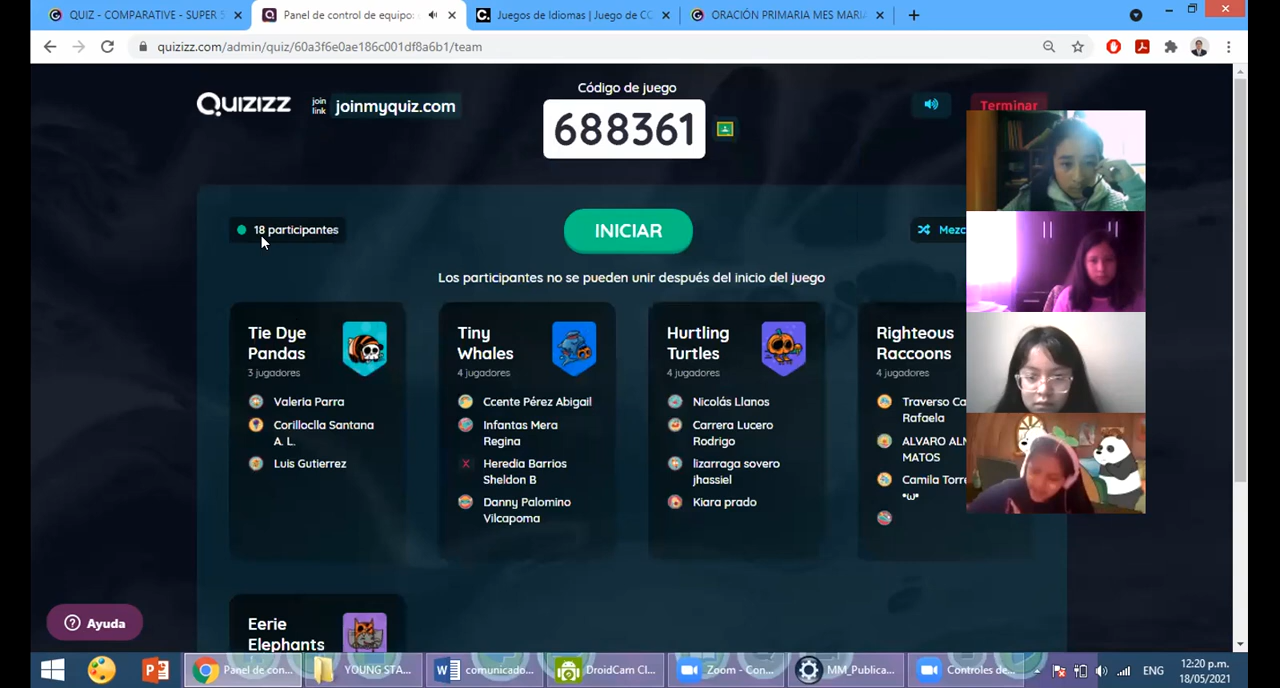 QUIZ - COMPARATIVE - SUPER S
Panel de control de equipo:
Juegos de Idiomas | Juego de CC
ORACIÓN PRIMARIA MES MARIA
quizizz.com/admin/quiz/60a3f6e0ae186c001df8a6b1/team
Código de juego
QUIZIZZ
join link
joinmyquiz.com
688361
Terminar
18 participantes
INICIAR
Mezc
Los participantes no se pueden unir después del inicio del juego
Tie Dye
Pandas
3 jugadores
Valeria Parra
Corilloclla Santana
A. L.
Luis Gutierrez
Tiny
Whales
4 jugadores
Ccente Pérez Abigail
Infantas Mera
Regina
Heredia Barrios
Sheldon B
Danny Palomino
Vilcapoma
Hurtling
Turtles
4 jugadores
Nicolás Llanos
Carrera Lucero
Rodrigo
lizarraga sovero
jhassiel
Kiara prado
Righteous
Raccoons
4 jugadores
Traverso Ca
Rafaela
ALVARO ALM
MATOS
Camila Torre
°ω°
Eerie
Elephants
Ayuda
Panel de con...
YOUNG STA...
comunicado...
DroidCam Cl...
Zoom - Con...
MM_Publica...
Controles de...
ENG
12:20 p.m.
18/05/2021